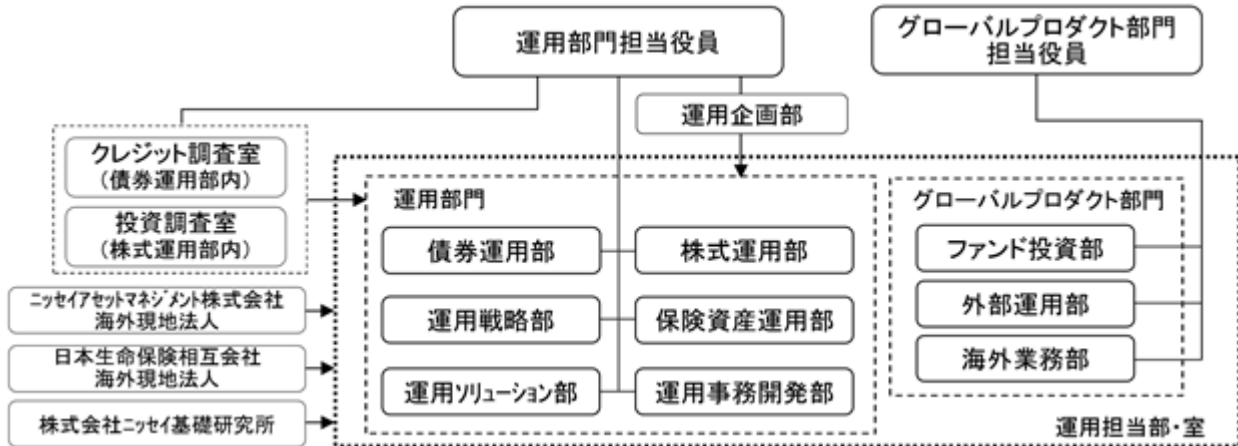 運用部門担当役員
グローバルプロダクト部門
担当役員
運用企画部
クレジット調査室
(債券運用部内)
投資調査室
(株式運用部内)
運用部門
グローバルプロダクト部門
債券運用部
株式運用部
ファンド投資部
ニッセイアセットマネジメント株式会社
海外現地法人
運用戦略部
保険資産運用部
外部運用部
日本生命保険相互会社
海外現地法人
海外業務部
運用ソリューション部
運用事務開発部
株式会社ニッセイ基礎研究所
運用担当部・室